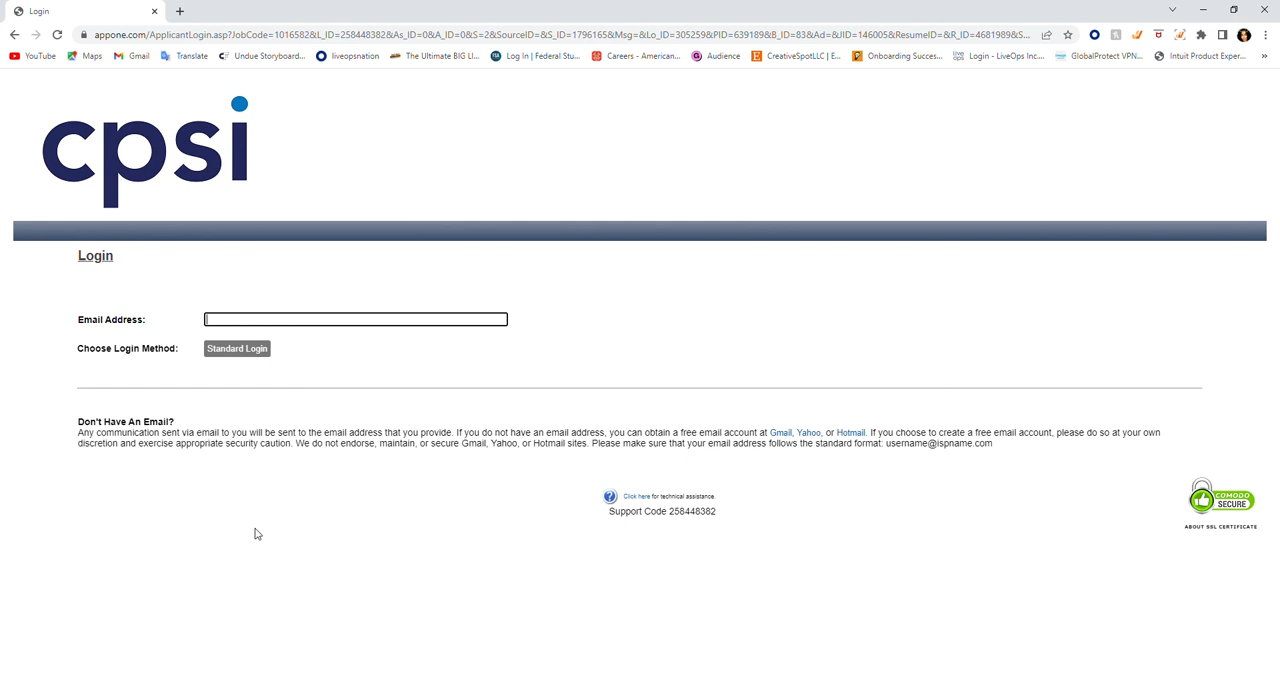 Login
appone.com/ApplicantLogin.asp?JobCode=1016582&L_ID=258448382&As_ID=0&A_ID=0&S=2&SourceID=&S_ID=1796165&Msg=&Lo_ID=305259&PID=639189&B_ID=83&Ad=&JID=146005&ResumeID=&R_ID=4681989&S...
YouTube Maps Gmail Translate Undue Storyboard... liveopsnation The Ultimate BIG LI... Log In | Federal Stu... Careers - American... Audience CreativeSpotLLC | E... Onboarding Succes... Login - LiveOps Inc.... GlobalProtect VPN... Intuit Product Exper... »
cpsi
Login
Email Address:
Choose Login Method: Standard Login
Don't Have An Email?
Any communication sent via email to you will be sent to the email address that you provide. If you do not have an email address, you can obtain a free email account at Gmail, Yahoo, or Hotmail. If you choose to create a free email account, please do so at your own
discretion and exercise appropriate security caution. We do not endorse, maintain, or secure Gmail, Yahoo, or Hotmail sites. Please make sure that your email address follows the standard format: username@ispname.com
? Click here for technical assistance.
Support Code 258448382
COMODO
SECURE
ABOUT SSL CERTIFICATE